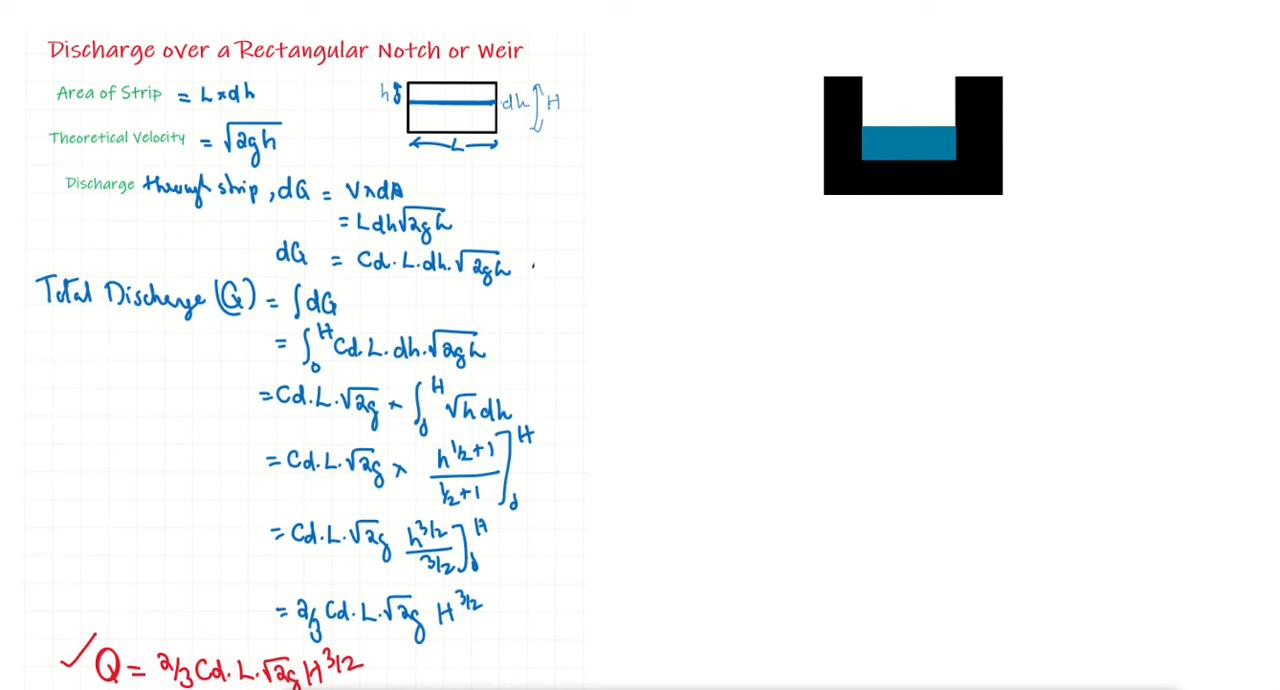 Discharge over a Rectangular Notch or Weir
Area of Strip = L×dh
h dh H
L
Theoretical Velocity = √2gh
Discharge through strip, dQ = V×dA
= Ldh√2gh
dQ = Cd.L.dh.√2gh
Total Discharge (Q) = ∫dQ
= ∫₀ᴴ Cd.L.dh.√2gh
= Cd.L.√2g × ∫₀ᴴ √h dh
= Cd.L.√2g × h^1/2+1 / 1/2+1 ]₀ᴴ
= Cd.L.√2g h^3/2 / 3/2 ]₀ᴴ
= 2/3 Cd.L.√2g H^3/2
✓ Q = 2/3 Cd.L.√2g H^3/2